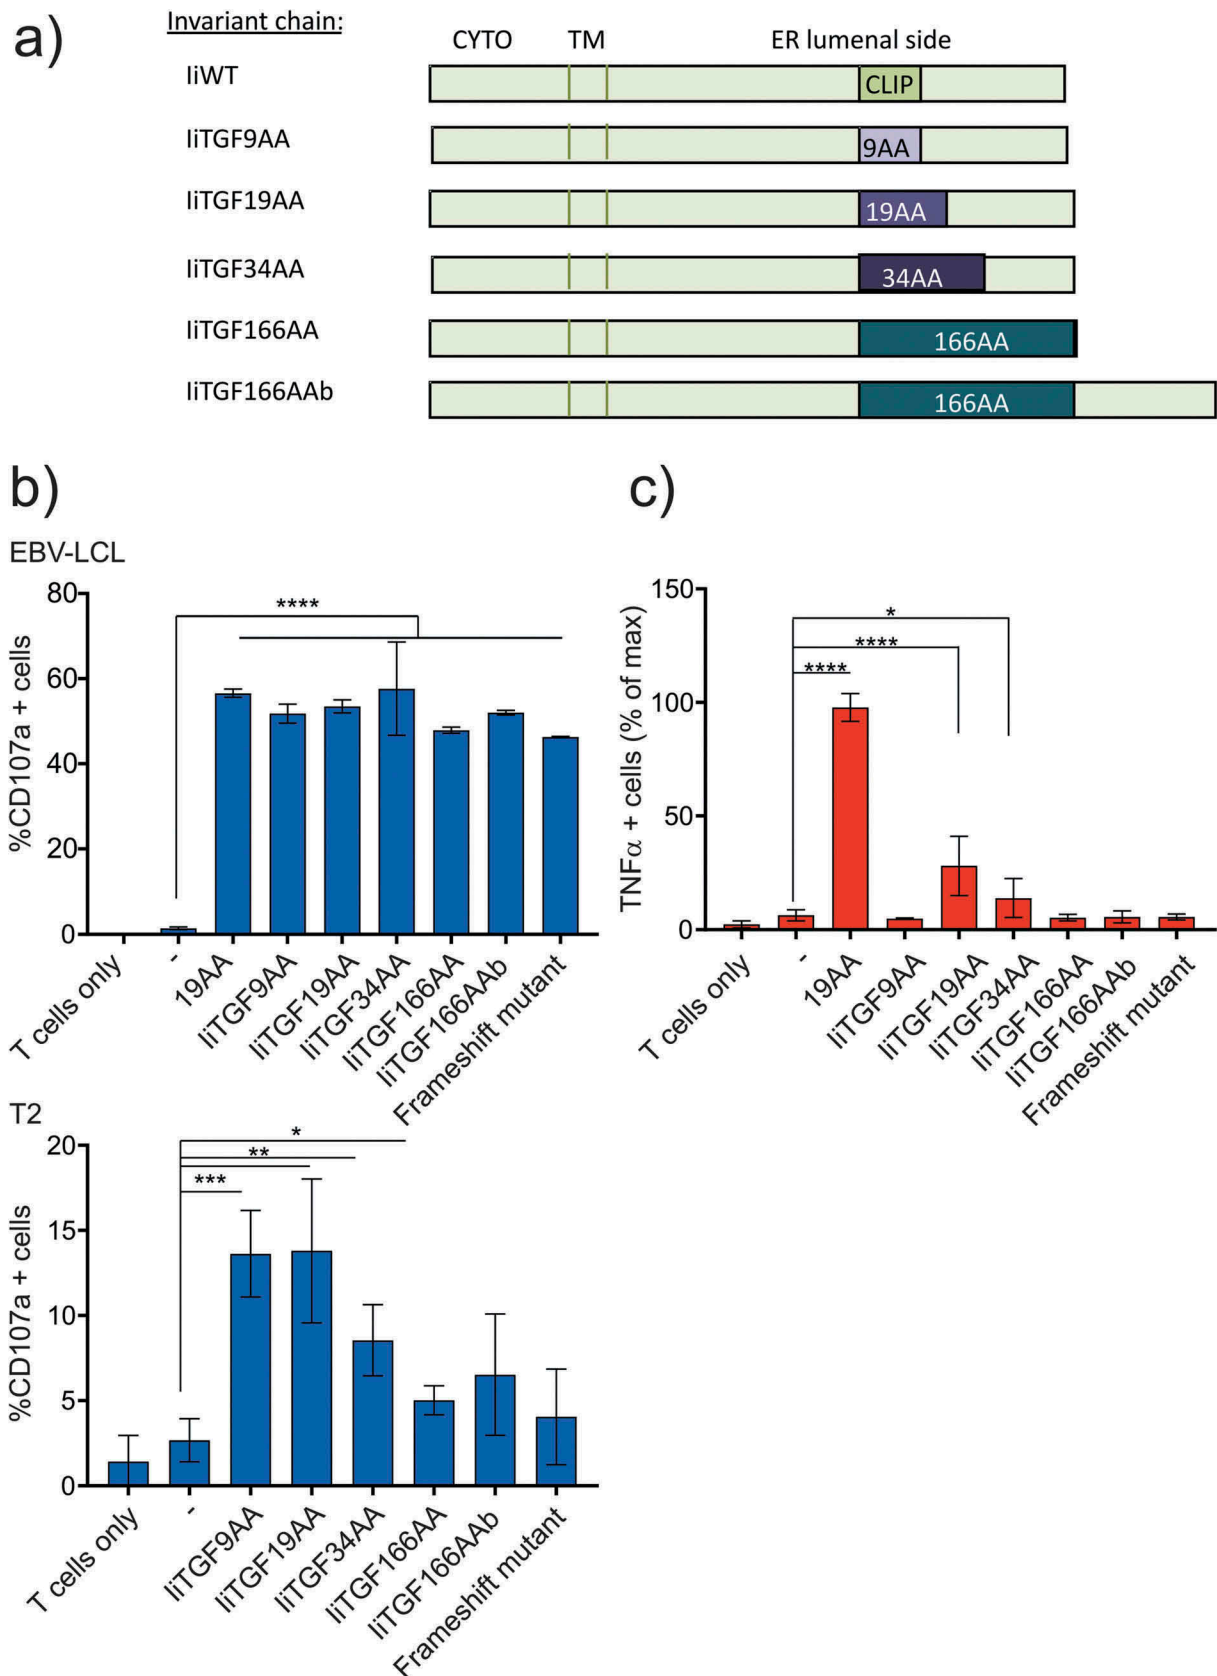 a)
Invariant chain:
CYTO TM ER lumenal side
IiWT
CLIP
IiTGF9AA
9AA
IiTGF19AA
19AA
IiTGF34AA
34AA
IiTGF166AA
166AA
IiTGF166AAb
166AA
b)
EBV-LCL
%CD107a + cells
80
60
40
20
0
****
T cells only
-
19AA
IiTGF9AA
IiTGF19AA
IiTGF34AA
IiTGF166AA
IiTGF166AAb
Frameshift mutant
c)
TNFα + cells (% of max)
150
100
50
0
*
****
****
T cells only
-
19AA
IiTGF9AA
IiTGF19AA
IiTGF34AA
IiTGF166AA
IiTGF166AAb
Frameshift mutant
T2
%CD107a + cells
20
15
10
5
0
*
**
***
T cells only
-
IiTGF9AA
IiTGF19AA
IiTGF34AA
IiTGF166AA
IiTGF166AAb
Frameshift mutant